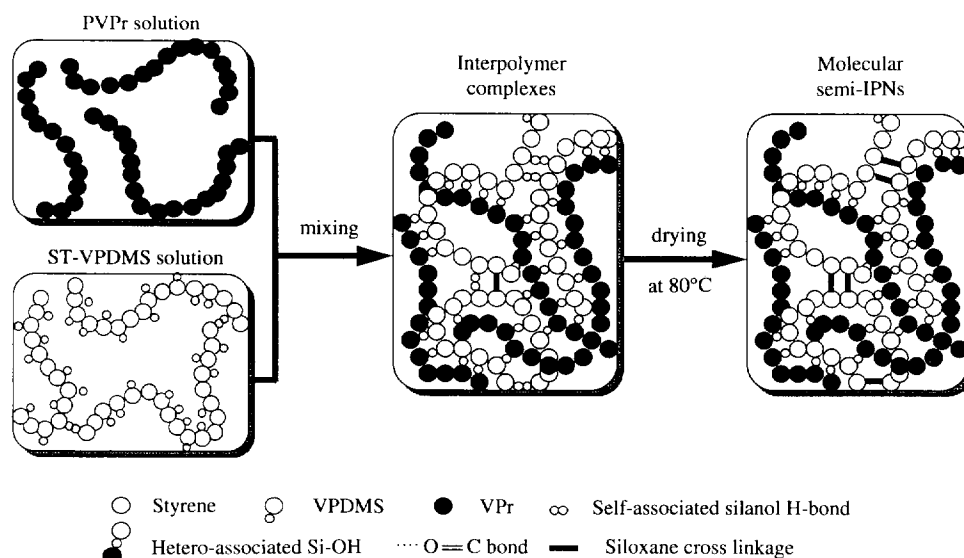 PVPr solution
ST-VPDMS solution
mixing
Interpolymer
complexes
drying
at 80°C
Molecular
semi-IPNs
Styrene
VPDMS
VPr
Self-associated silanol H-bond
Hetero-associated Si-OH ····O=C bond
Siloxane cross linkage